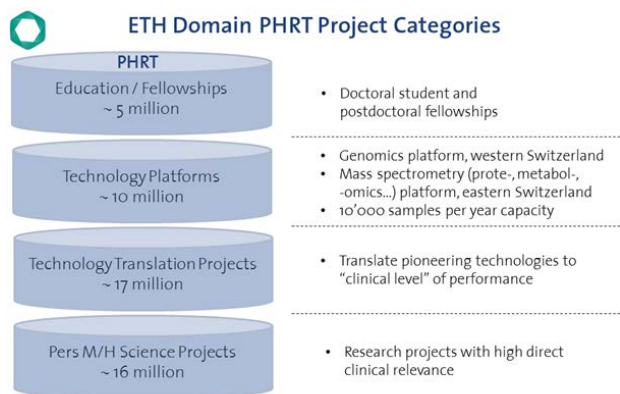 ETH Domain PHRT Project Categories
PHRT
Education / Fellowships
~ 5 million
• Doctoral student and
postdoctoral fellowships
Technology Platforms
~ 10 million
• Genomics platform, western Switzerland
• Mass spectrometry (prote-, metabol-,
-omics...) platform, eastern Switzerland
• 10'000 samples per year capacity
Technology Translation Projects
~ 17 million
• Translate pioneering technologies to
“clinical level” of performance
Pers M/H Science Projects
~ 16 million
• Research projects with high direct
clinical relevance